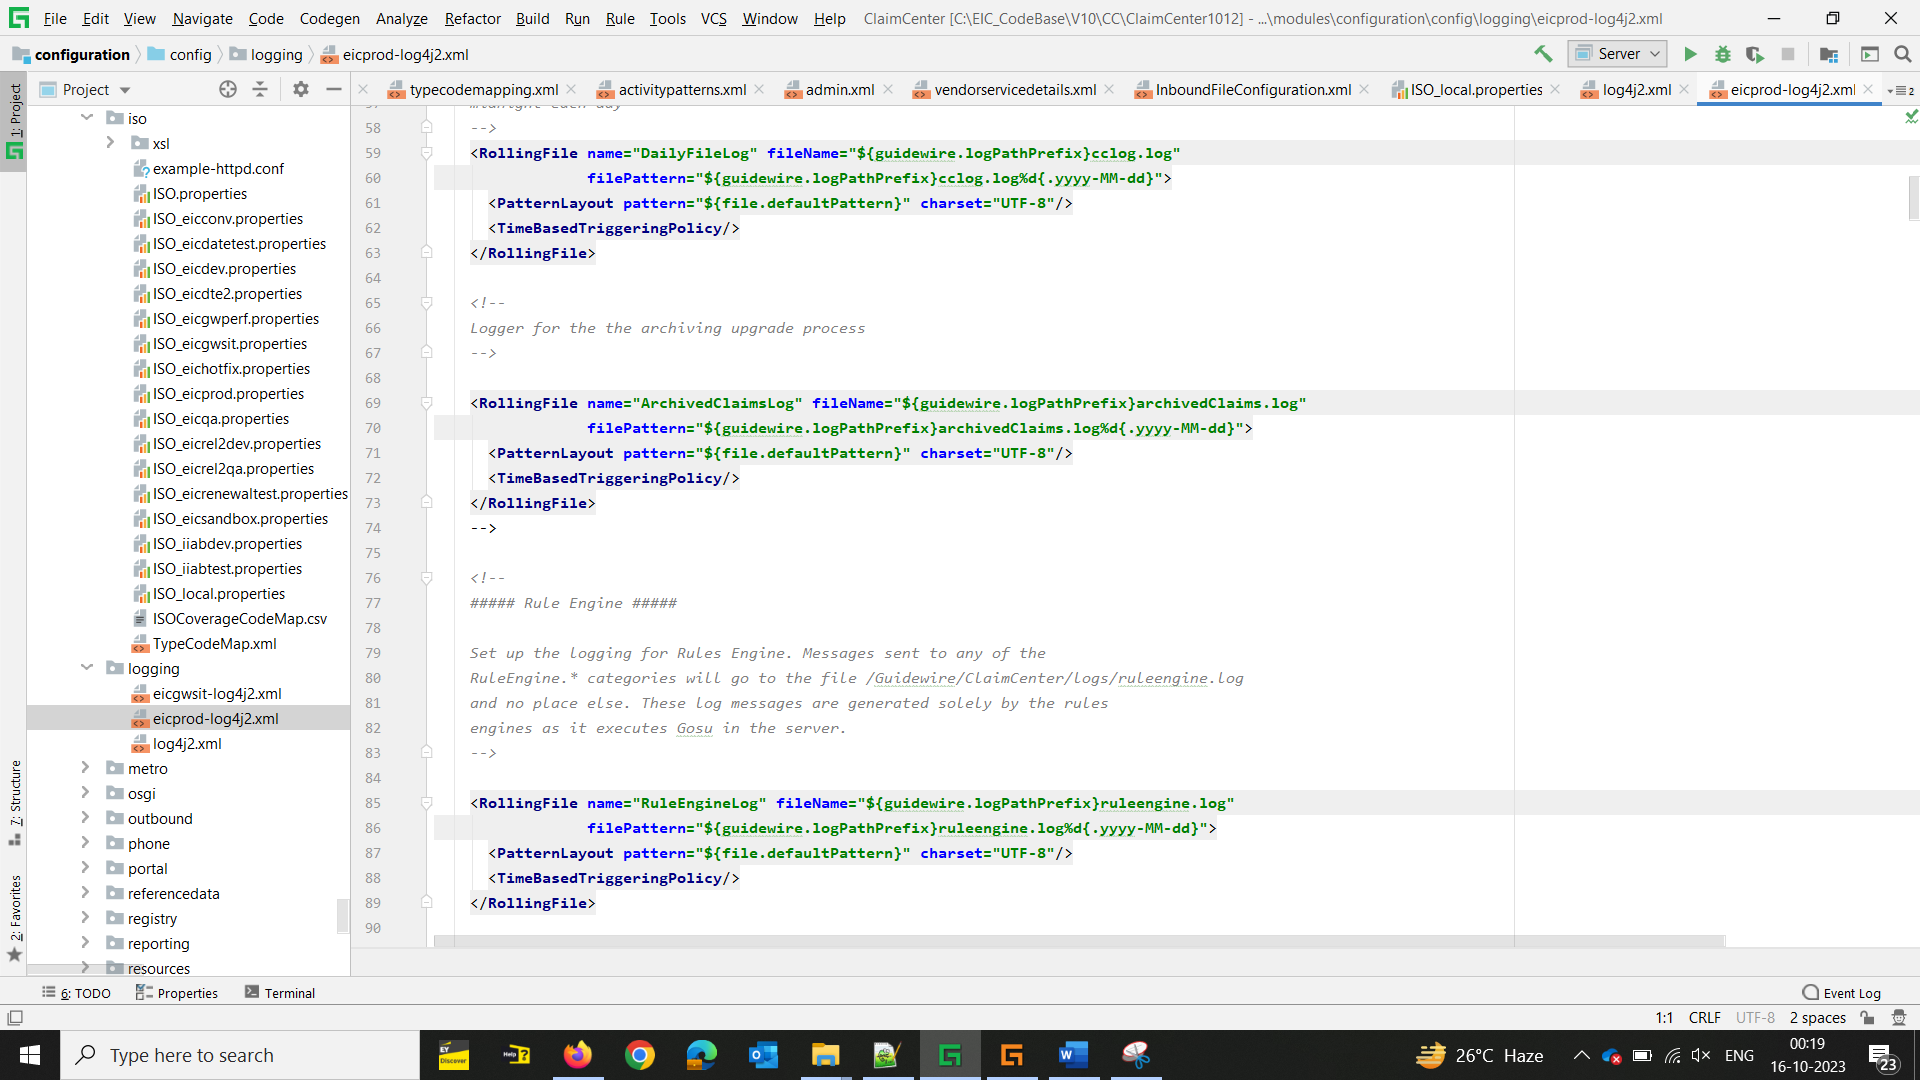 File Edit View Navigate Code Codegen Analyze Refactor Build Run Rule Tools VCS Window Help ClaimCenter [C:\EIC_CodeBase\V10\CC\ClaimCenter1012] - ...\modules\configuration\config\logging\eicprod-log4j2.xml
configuration config logging eicprod-log4j2.xml Server
Project typecodemapping.xml activitypatterns.xml admin.xml vendorservicedetails.xml InboundFileConfiguration.xml ISO_local.properties log4j2.xml eicprod-log4j2.xml 2
1: Project
7: Structure
2: Favorites
iso
xsl
example-httpd.conf
ISO.properties
ISO_eicconv.properties
ISO_eicdatetest.properties
ISO_eicdev.properties
ISO_eicdte2.properties
ISO_eicgwperf.properties
ISO_eicgwsit.properties
ISO_eichotfix.properties
ISO_eicprod.properties
ISO_eicqa.properties
ISO_eicrel2dev.properties
ISO_eicrel2qa.properties
ISO_eicrenewaltest.properties
ISO_eicsandbox.properties
ISO_iiabdev.properties
ISO_iiabtest.properties
ISO_local.properties
ISOCoverageCodeMap.csv
TypeCodeMap.xml
logging
eicgwsit-log4j2.xml
eicprod-log4j2.xml
log4j2.xml
metro
osgi
outbound
phone
portal
referencedata
registry
reporting
resources
57 midnight each day
58 -->
59 <RollingFile name="DailyFileLog" fileName="${guidewire.logPathPrefix}cclog.log"
60 filePattern="${guidewire.logPathPrefix}cclog.log%d{.yyyy-MM-dd}">
61 <PatternLayout pattern="${file.defaultPattern}" charset="UTF-8"/>
62 <TimeBasedTriggeringPolicy/>
63 </RollingFile>
64
65 <!--
66 Logger for the the archiving upgrade process
67 -->
68
69 <RollingFile name="ArchivedClaimsLog" fileName="${guidewire.logPathPrefix}archivedClaims.log"
70 filePattern="${guidewire.logPathPrefix}archivedClaims.log%d{.yyyy-MM-dd}">
71 <PatternLayout pattern="${file.defaultPattern}" charset="UTF-8"/>
72 <TimeBasedTriggeringPolicy/>
73 </RollingFile>
74 -->
75
76 <!--
77 ##### Rule Engine #####
78
79 Set up the logging for Rules Engine. Messages sent to any of the
80 RuleEngine.* categories will go to the file /Guidewire/ClaimCenter/logs/ruleengine.log
81 and no place else. These log messages are generated solely by the rules
82 engines as it executes Gosu in the server.
83 -->
84
85 <RollingFile name="RuleEngineLog" fileName="${guidewire.logPathPrefix}ruleengine.log"
86 filePattern="${guidewire.logPathPrefix}ruleengine.log%d{.yyyy-MM-dd}">
87 <PatternLayout pattern="${file.defaultPattern}" charset="UTF-8"/>
88 <TimeBasedTriggeringPolicy/>
89 </RollingFile>
90
6: TODO Properties Terminal Event Log
1:1 CRLF UTF-8 2 spaces
Type here to search EY Discover Help ? 26°C Haze ENG 00:19
16-10-2023 23